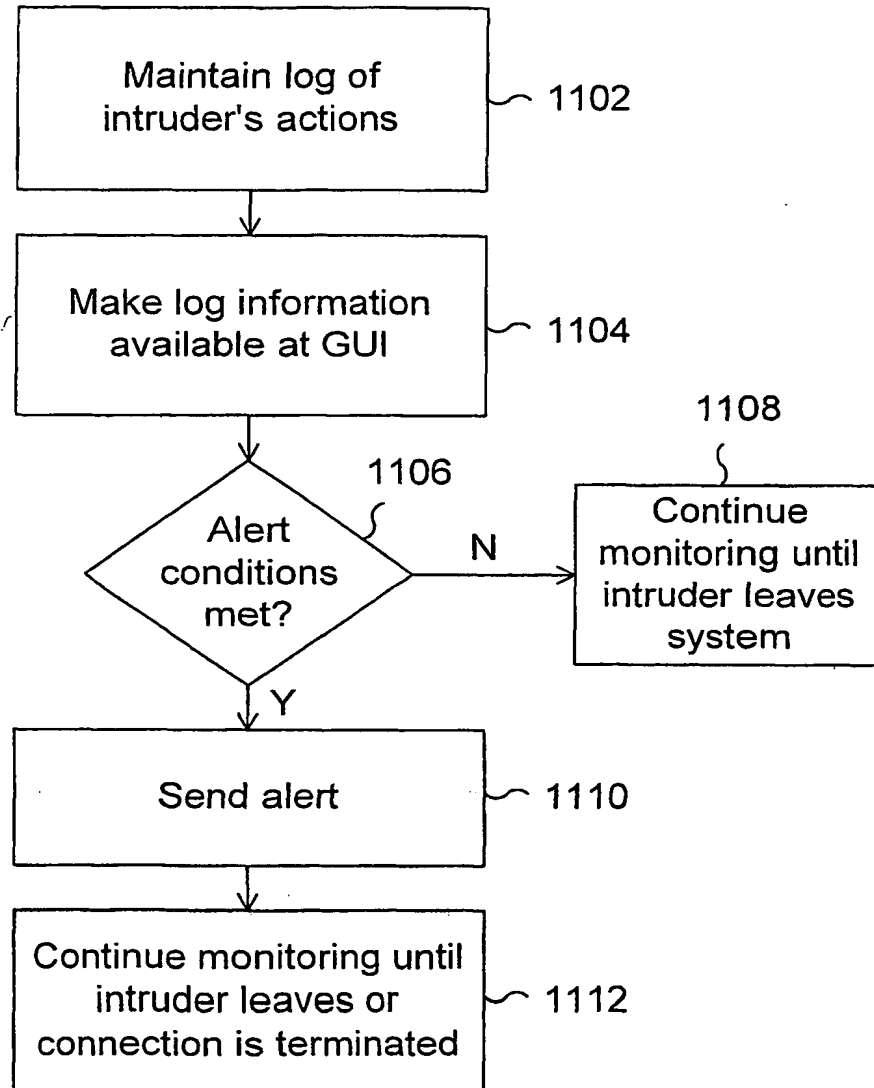 Maintain log of
intruder's actions
1102
Make log information
available at GUI
1104
1106
Alert
conditions
met?
N
1108
Continue
monitoring until
intruder leaves
system
Y
Send alert
1110
Continue monitoring until
intruder leaves or
connection is terminated
1112